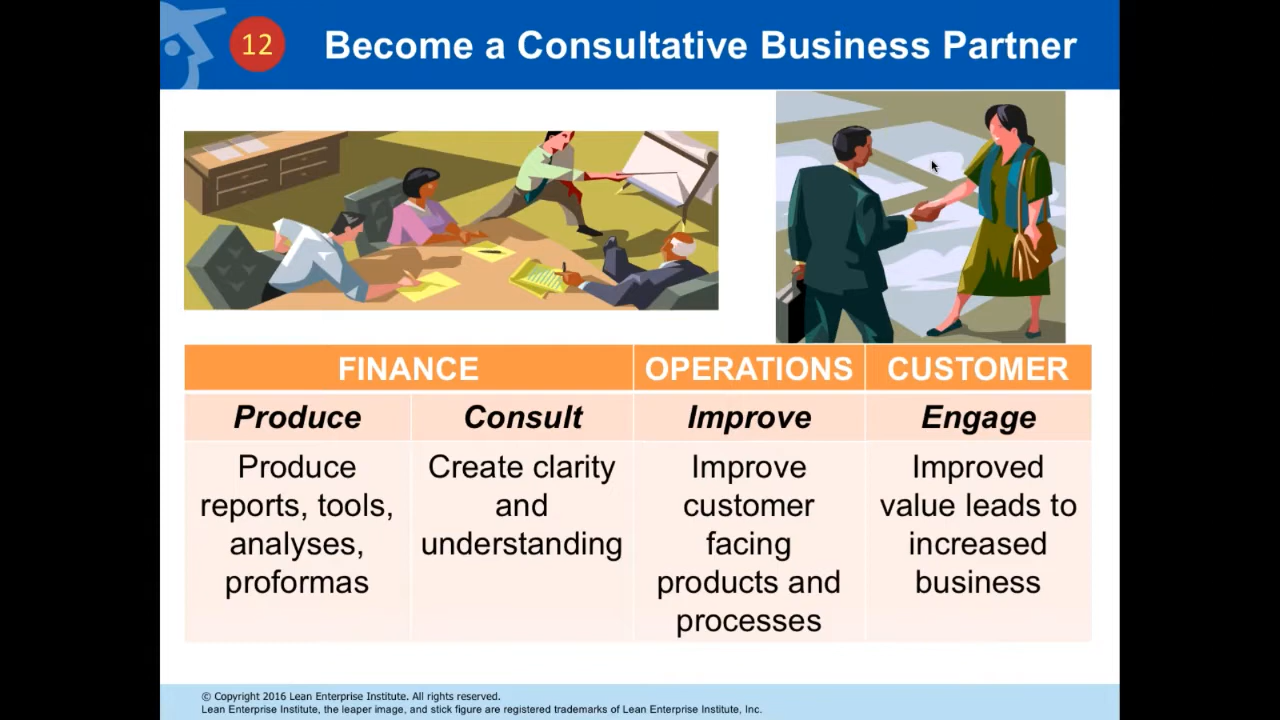 12
Become a Consultative Business Partner
FINANCE
OPERATIONS
CUSTOMER
Produce
Consult
Improve
Engage
Produce
reports, tools,
analyses,
proformas
Create clarity
and
understanding
Improve
customer
facing
products and
processes
Improved
value leads to
increased
business
© Copyright 2016 Lean Enterprise Institute. All rights reserved.
Lean Enterprise Institute, the leaper image, and stick figure are registered trademarks of Lean Enterprise Institute, Inc.